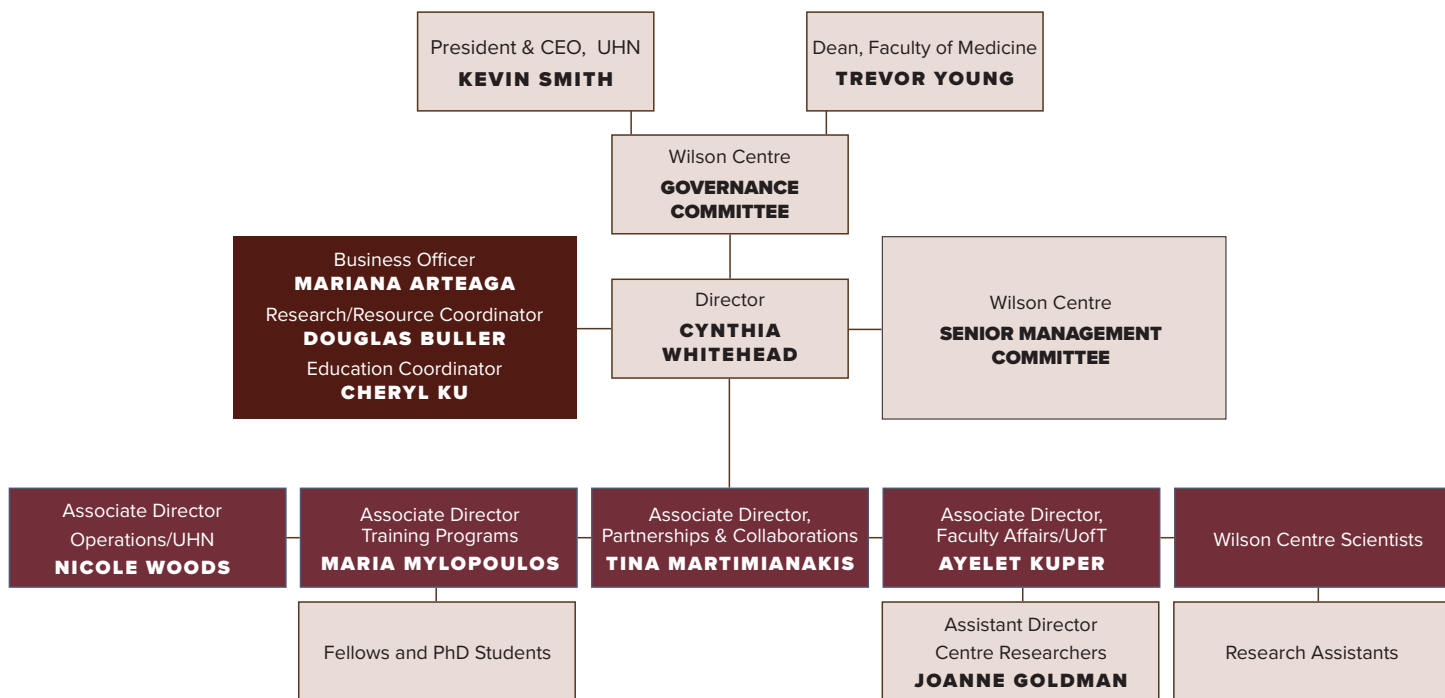 President & CEO, UHN
KEVIN SMITH
Dean, Faculty of Medicine
TREVOR YOUNG
Wilson Centre
GOVERNANCE
COMMITTEE
Business Officer
MARIANA ARTEAGA
Research/Resource Coordinator
DOUGLAS BULLER
Education Coordinator
CHERYL KU
Director
CYNTHIA
WHITEHEAD
Wilson Centre
SENIOR MANAGEMENT
COMMITTEE
Associate Director
Operations/UHN
NICOLE WOODS
Associate Director
Training Programs
MARIA MYLOPOULOS
Associate Director,
Partnerships & Collaborations
TINA MARTIMIANAKIS
Associate Director,
Faculty Affairs/UofT
AYELET KUPER
Wilson Centre Scientists
Fellows and PhD Students
Assistant Director
Centre Researchers
JOANNE GOLDMAN
Research Assistants